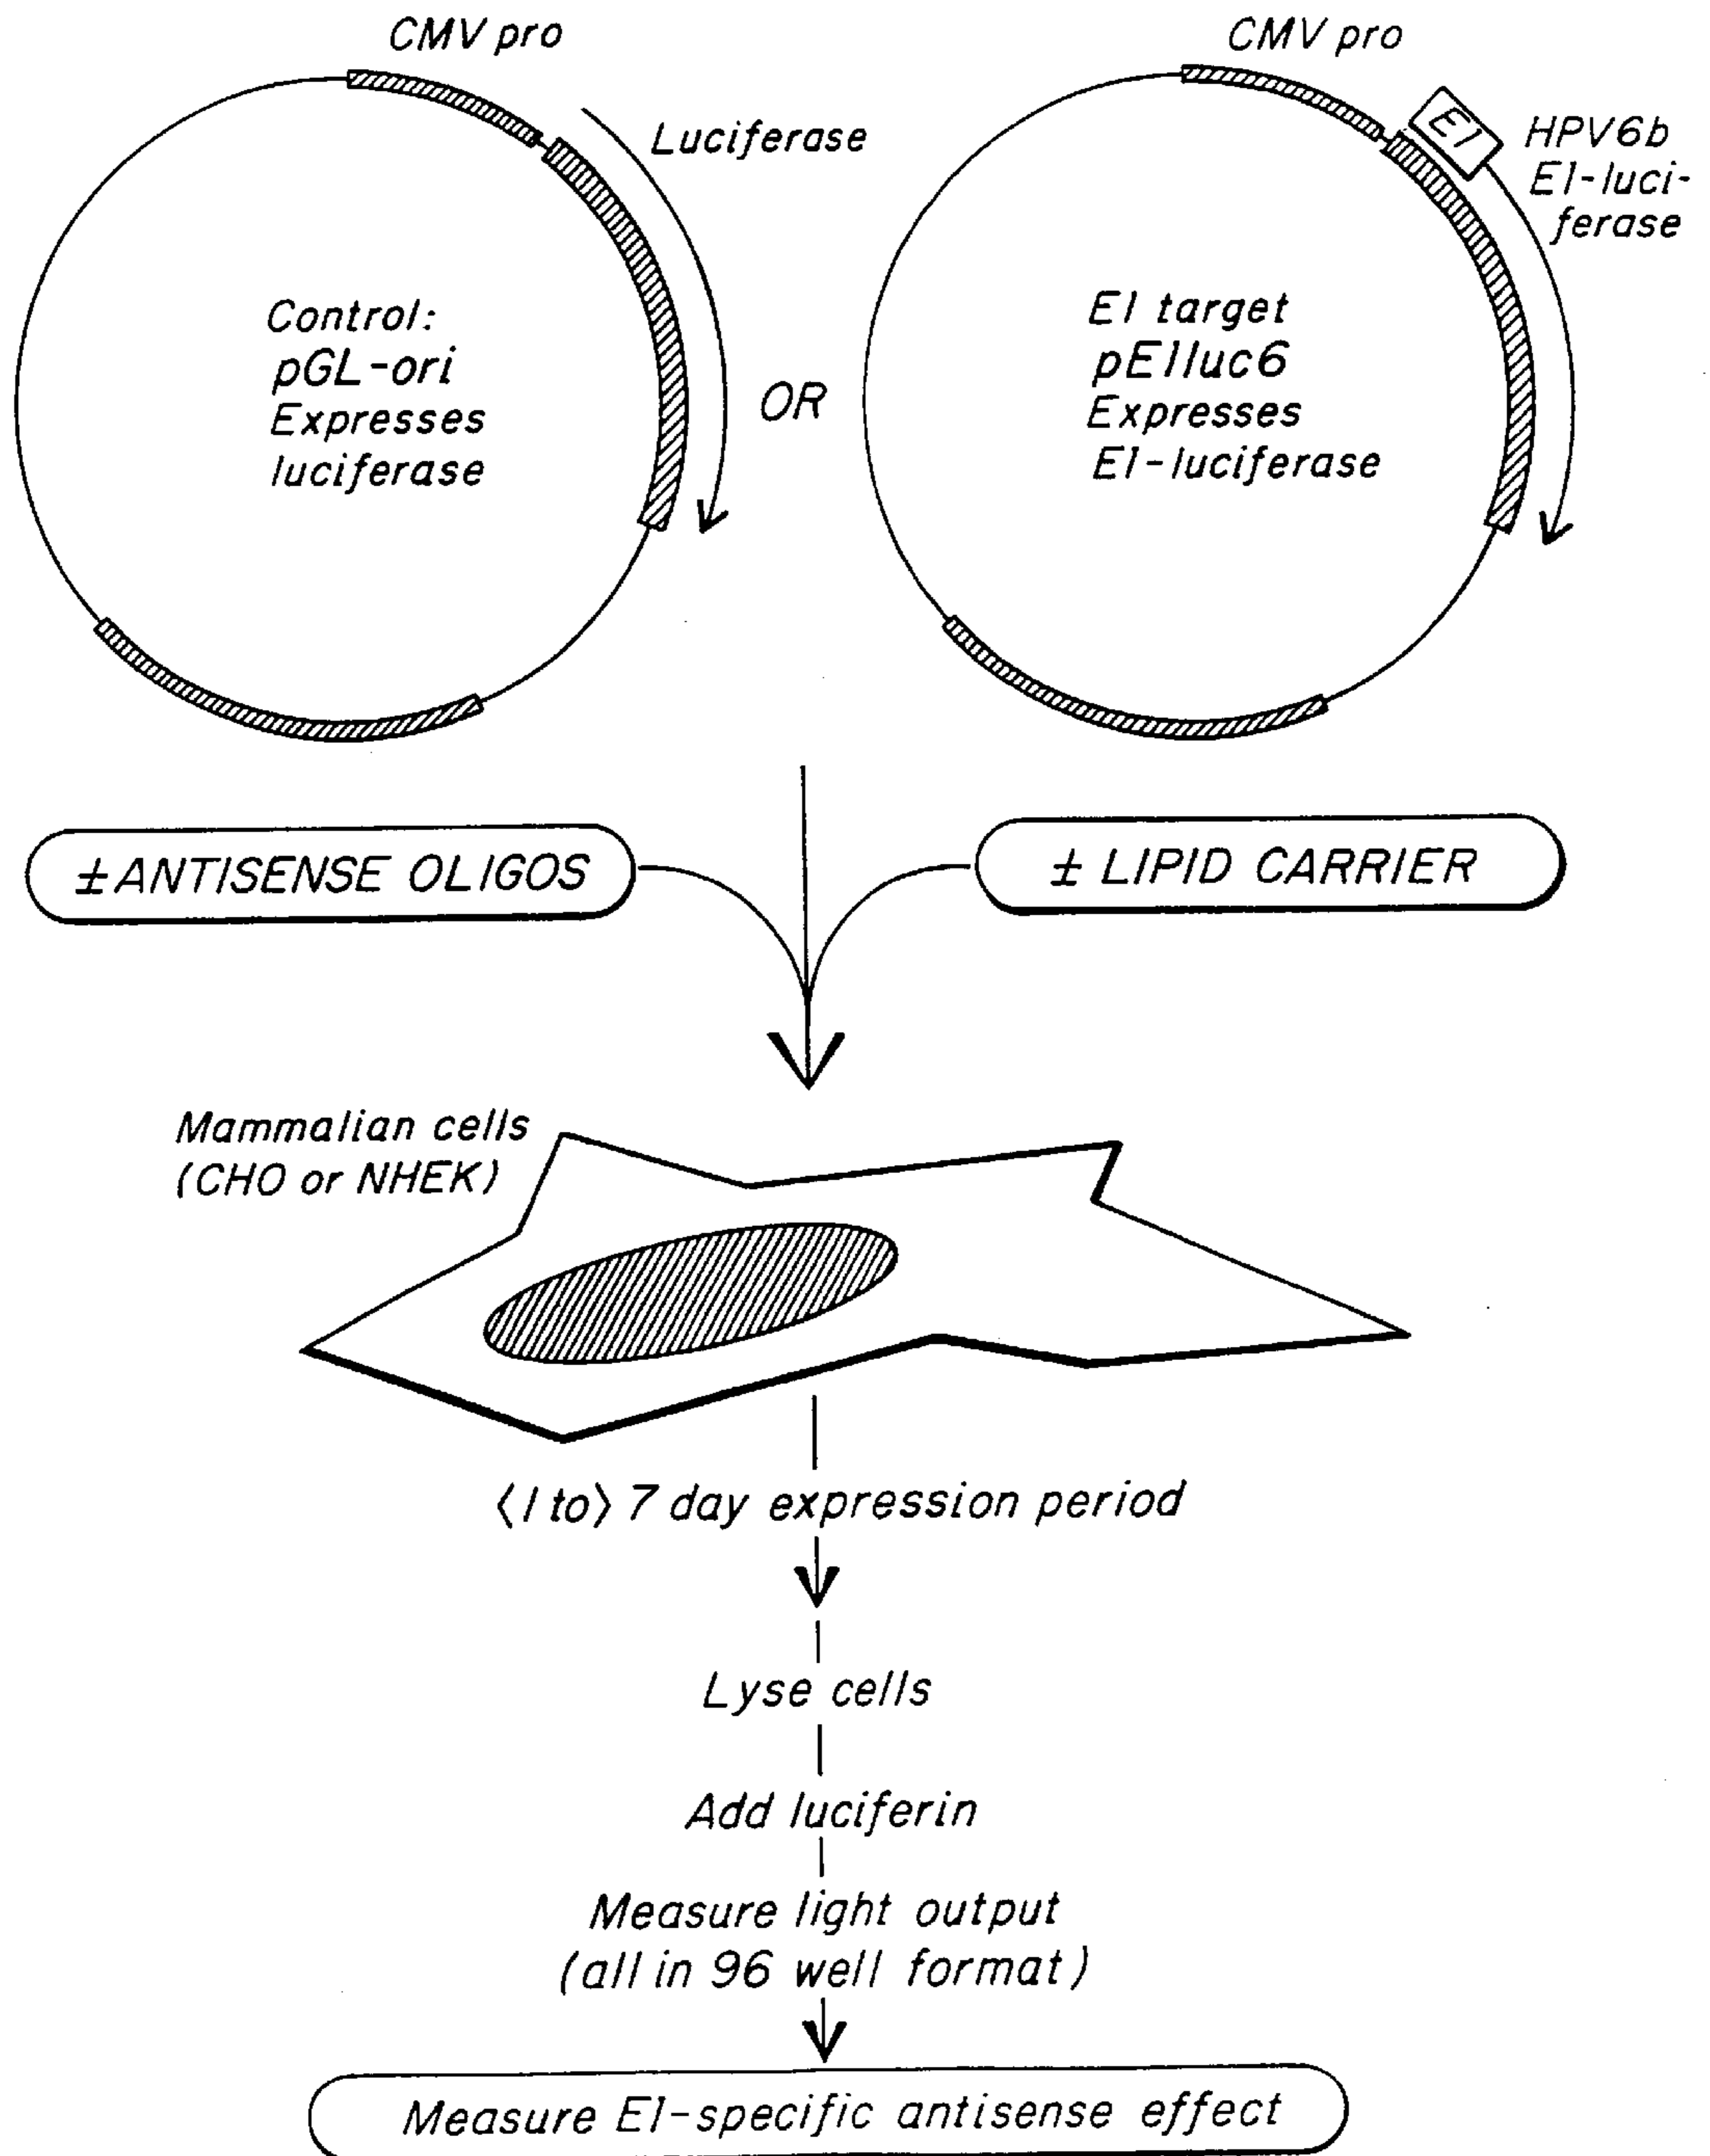 CMV pro
Luciferase
Control:
pGL-ori
Expresses
luciferase
OR
CMV pro
E1
HPV6b
E1-luci-
ferase
E1 target
pE1luc6
Expresses
E1-luciferase
±ANTISENSE OLIGOS
± LIPID CARRIER
Mammalian cells
(CHO or NHEK)
⟨1 to⟩ 7 day expression period
Lyse cells
Add luciferin
Measure light output
(all in 96 well format)
Measure E1-specific antisense effect